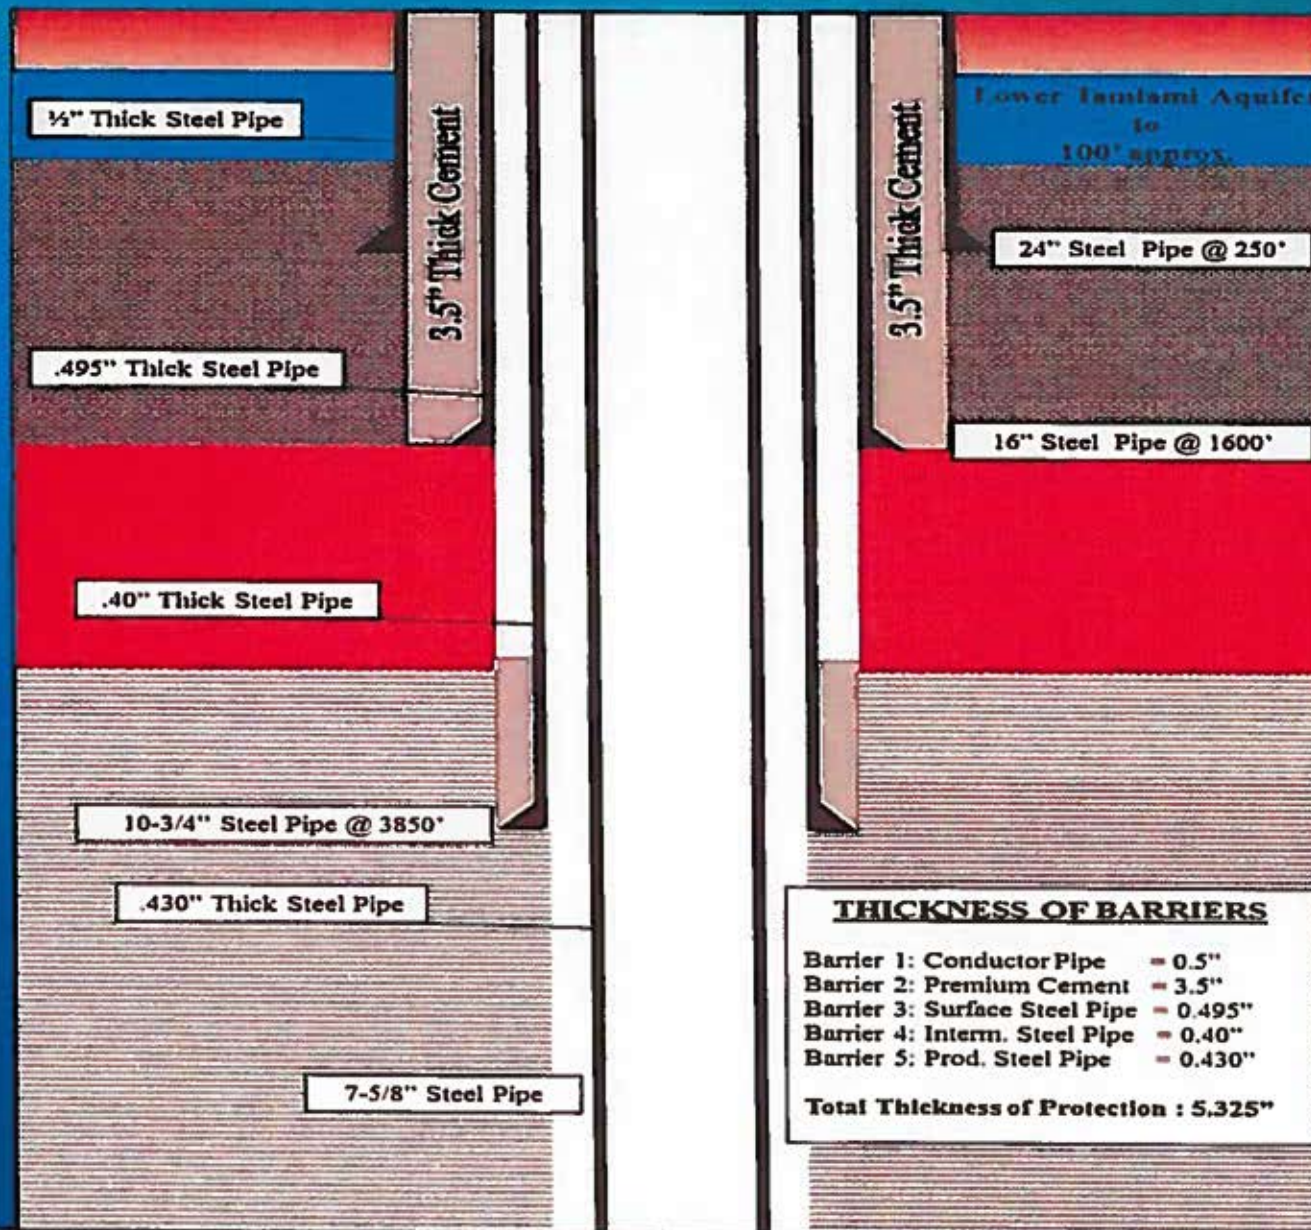 ½" Thick Steel Pipe
3.5" Thick Cement
.495" Thick Steel Pipe
.40" Thick Steel Pipe
10-3/4" Steel Pipe @ 3850'
.430" Thick Steel Pipe
7-5/8" Steel Pipe
3.5" Thick Cement
Lower Tamiami Aquifer
to
100' approx.
24" Steel Pipe @ 250'
16" Steel Pipe @ 1600'
THICKNESS OF BARRIERS
Barrier 1: Conductor Pipe = 0.5"
Barrier 2: Premium Cement = 3.5"
Barrier 3: Surface Steel Pipe = 0.495"
Barrier 4: Interm. Steel Pipe = 0.40"
Barrier 5: Prod. Steel Pipe = 0.430"
Total Thickness of Protection : 5.325"